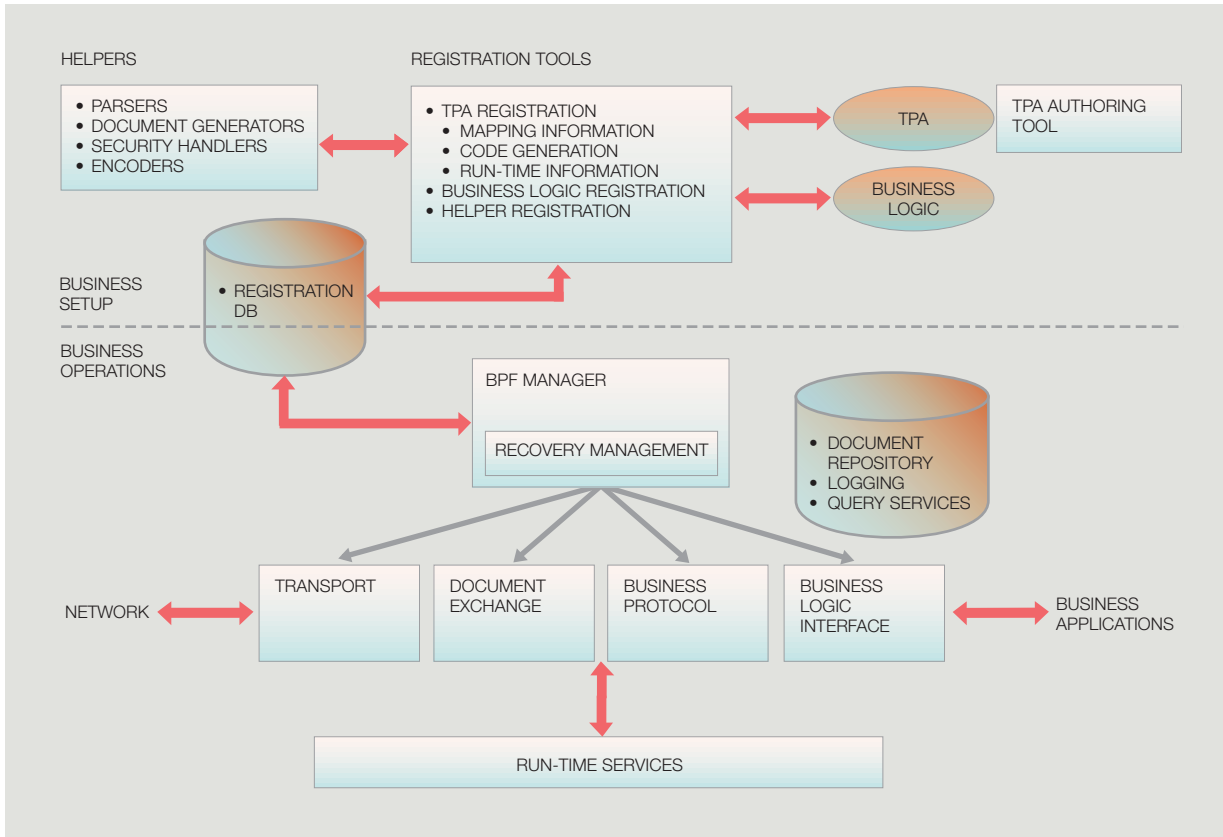 HELPERS
• PARSERS
• DOCUMENT GENERATORS
• SECURITY HANDLERS
• ENCODERS
REGISTRATION TOOLS
• TPA REGISTRATION
• MAPPING INFORMATION
• CODE GENERATION
• RUN-TIME INFORMATION
• BUSINESS LOGIC REGISTRATION
• HELPER REGISTRATION
TPA
TPA AUTHORING
TOOL
BUSINESS
LOGIC
BUSINESS
SETUP
• REGISTRATION
DB
BUSINESS
OPERATIONS
BPF MANAGER
RECOVERY MANAGEMENT
• DOCUMENT
REPOSITORY
• LOGGING
• QUERY SERVICES
NETWORK
TRANSPORT
DOCUMENT
EXCHANGE
BUSINESS
PROTOCOL
BUSINESS
LOGIC
INTERFACE
BUSINESS
APPLICATIONS
RUN-TIME SERVICES